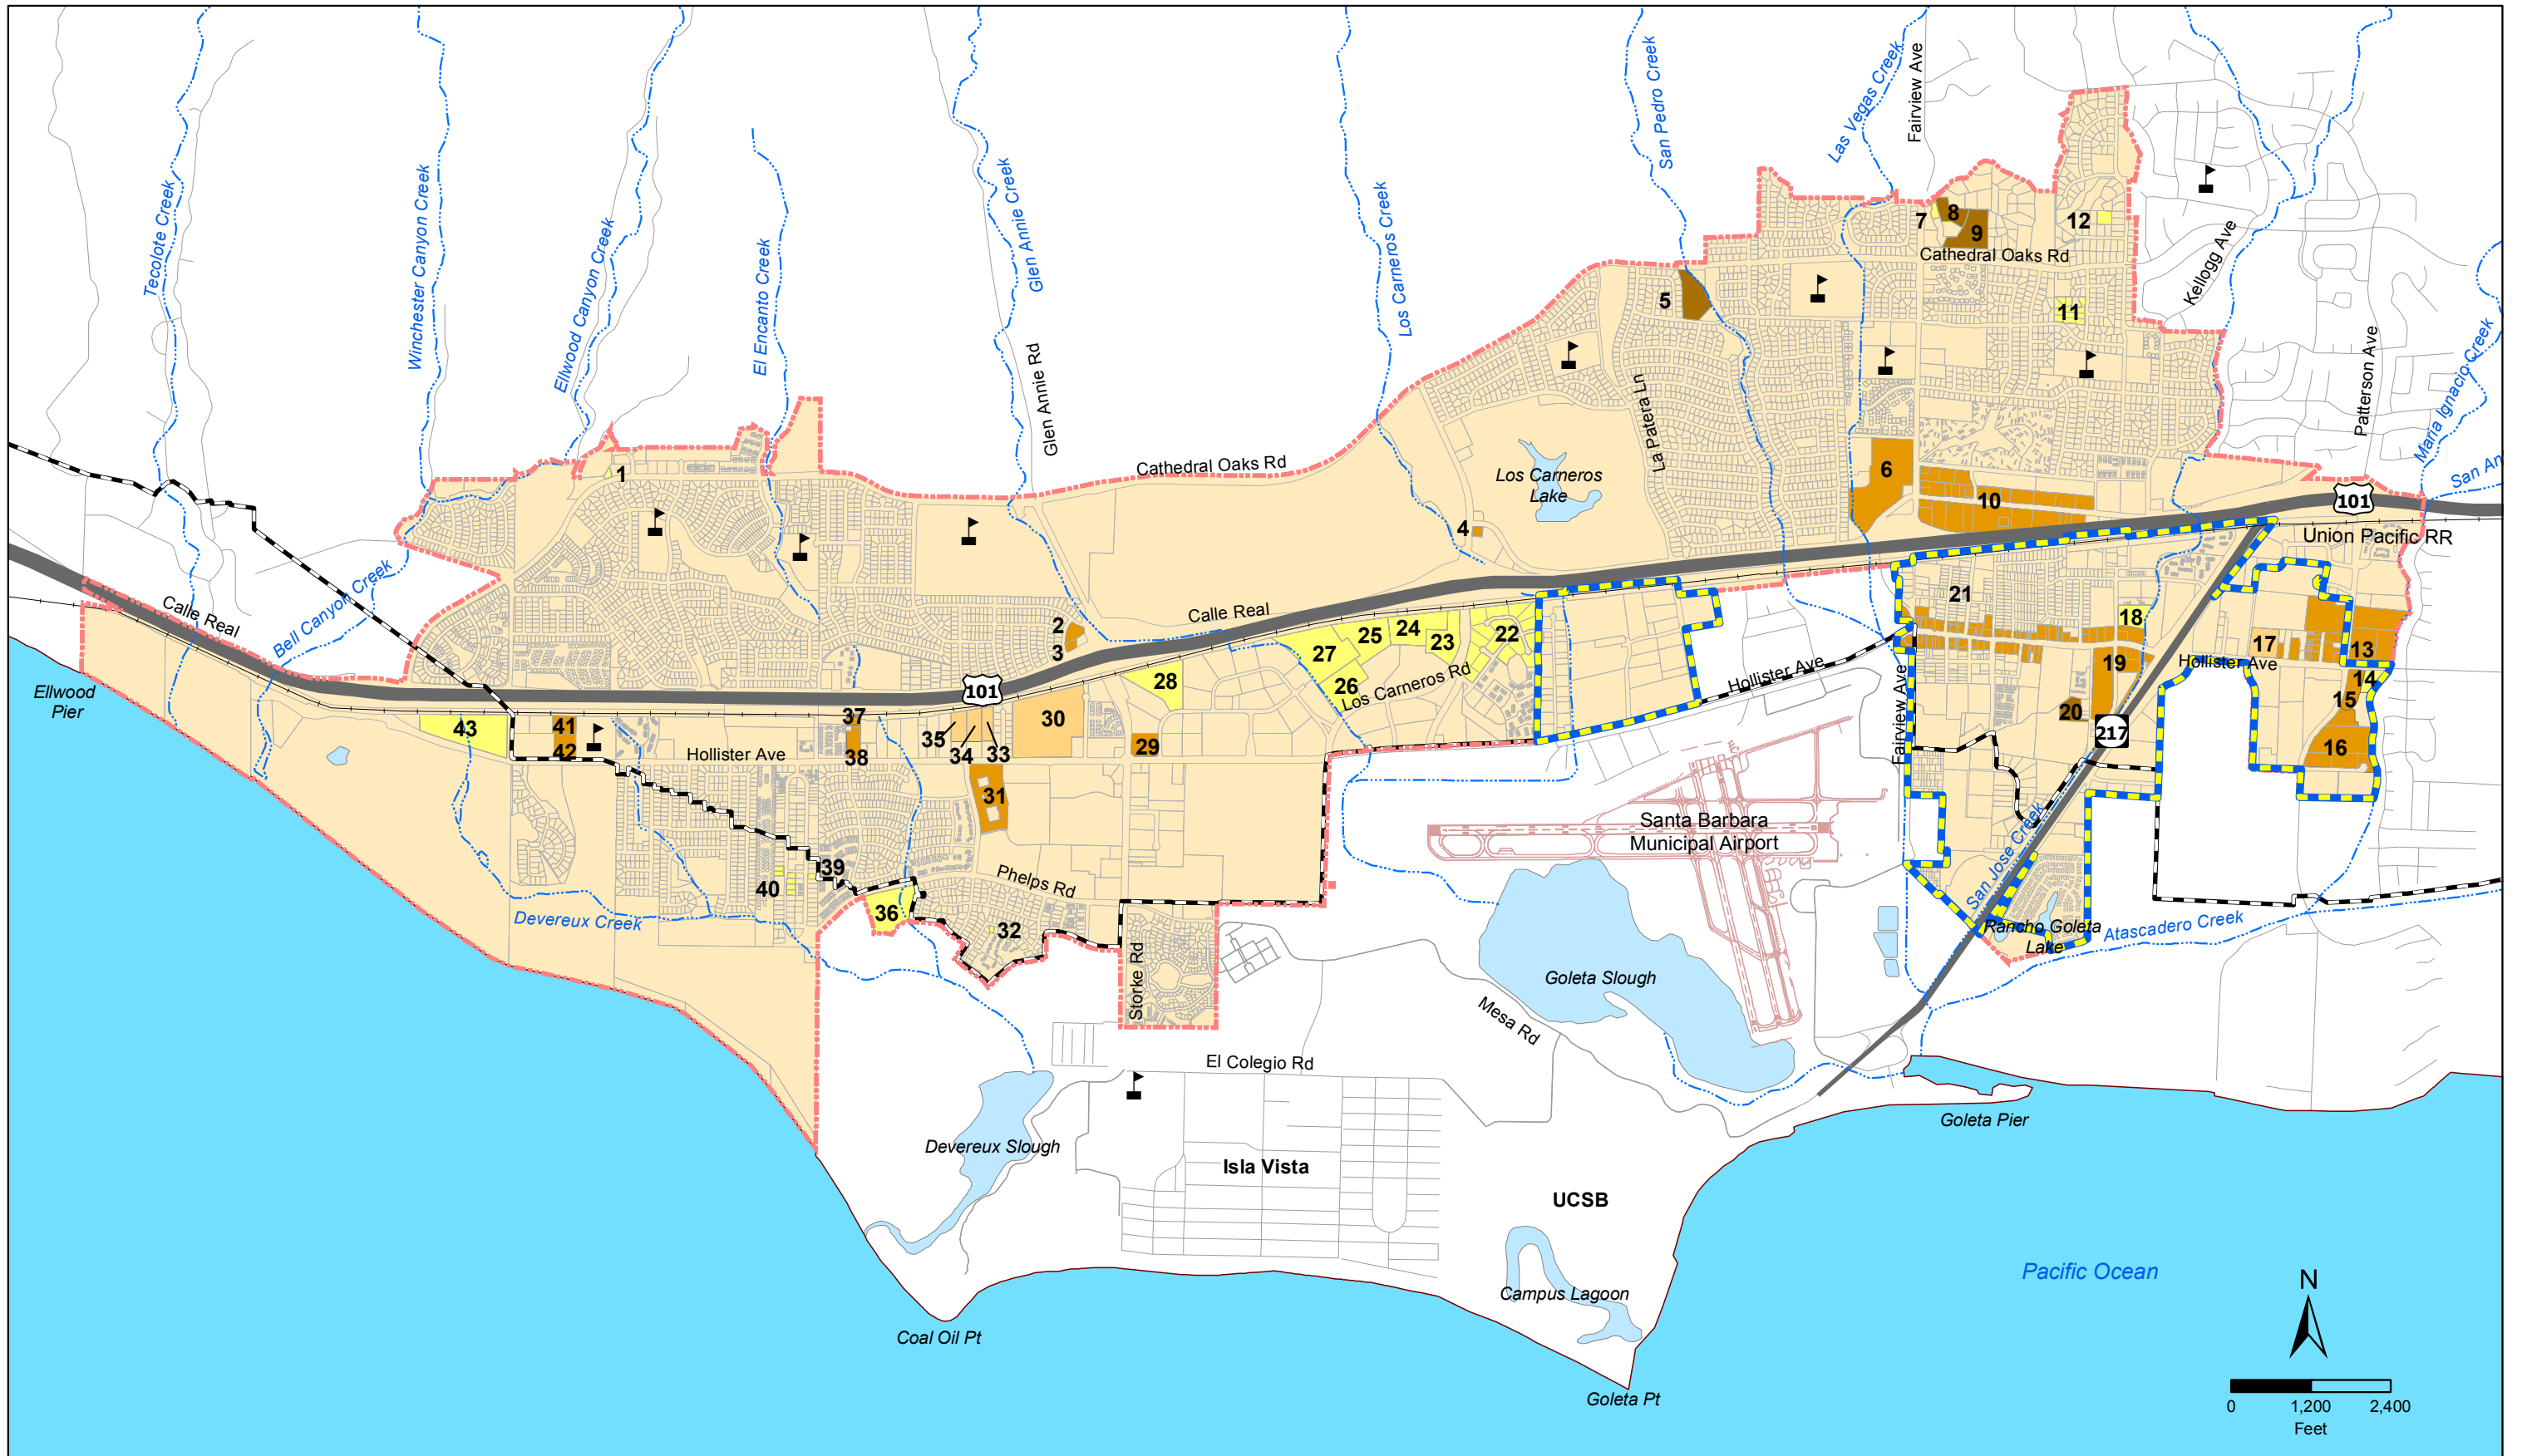 Tecolote Creek
Winchester Canyon Creek
Ellwood Canyon Creek
El Encanto Creek
Glen Annie Creek
Glen Annie Rd
Los Carneros Creek
San Pedro Creek
Las Vegas Creek
Fairview Ave
Kellogg Ave
Patterson Ave
Maria Ignacio Creek
San An
7
8
9
12
Cathedral Oaks Rd
5
11
La Patera Ln
1
Cathedral Oaks Rd
Los Carneros
Lake
6
4
10
101
Union Pacific RR
Bell Canyon Creek
Calle Real
Calle Real
2
3
21
18
25
24
23
22
27
26
Los Carneros Rd
17
13
Hollister Ave
19
14
15
16
20
217
Hollister Ave
Fairview Ave
Ellwood
Pier
101
28
30
29
43
41
42
37
38
35
34
33
Hollister Ave
31
39
40
36
32
Phelps Rd
Devereux Creek
Storke Rd
Santa Barbara
Municipal Airport
San Jose Creek
Rancho Goleta
Lake
Atascadero Creek
Goleta Slough
Mesa Rd
El Colegio Rd
Goleta Pier
Devereux Slough
Isla Vista
UCSB
Pacific Ocean
Campus Lagoon
Coal Oil Pt
Goleta Pt
N
0 1,200 2,400
Feet